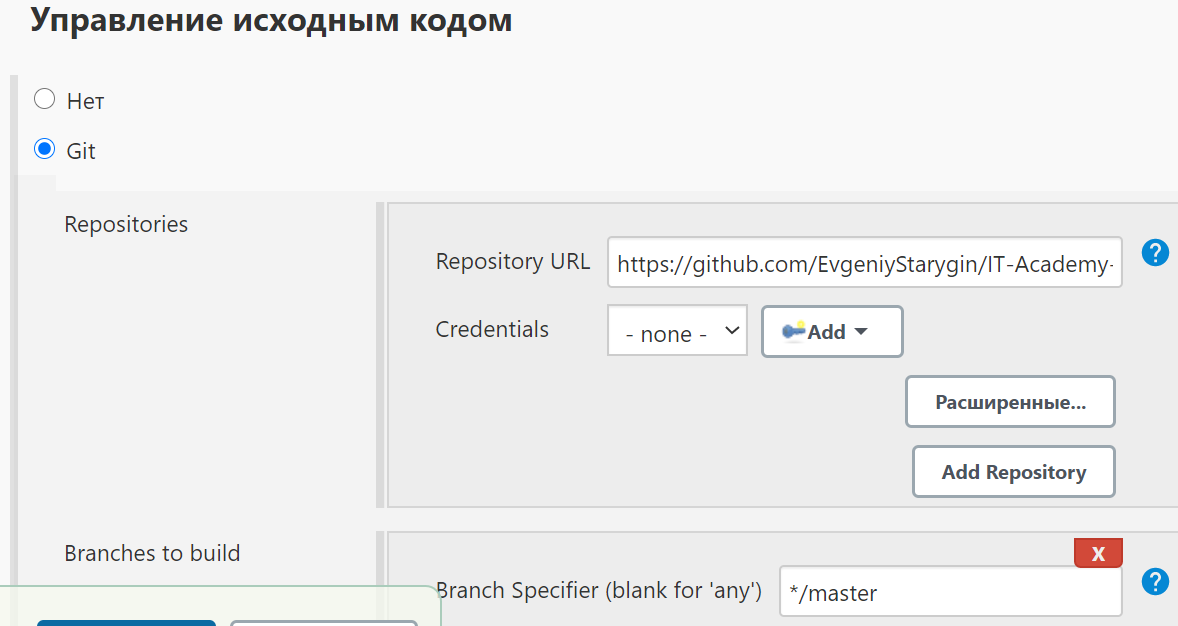 Управление исходным кодом
Нет
Git
Repositories
Repository URL
https://github.com/EvgeniyStarygin/IT-Academy-
?
Credentials
- none -
Add
Расширенные...
Add Repository
Branches to build
X
Branch Specifier (blank for 'any')
*/master
?